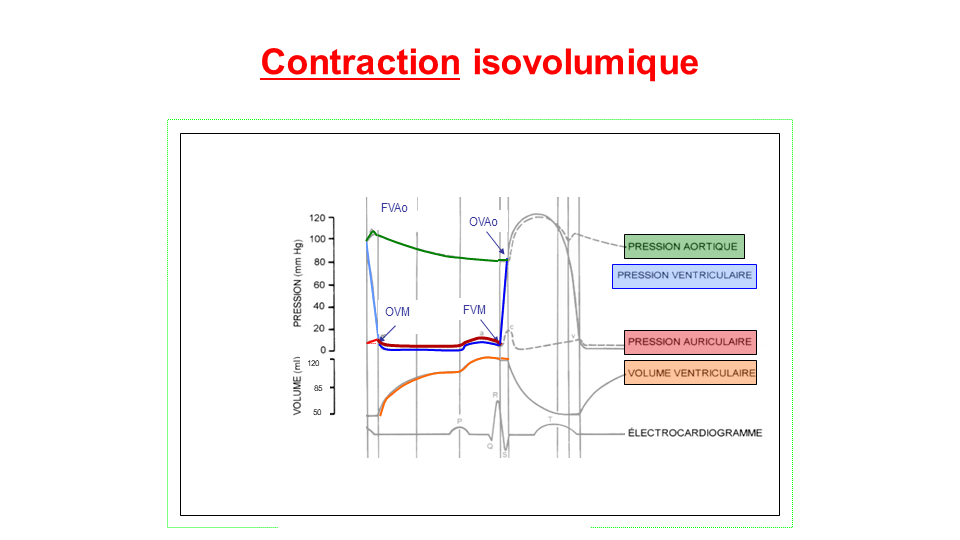 Contraction isovolumique
FVAo
OVAo
120
100
80
60
40
20
0
PRESSION (mm Hg)
OVM
FVM
a
c
v
PRESSION AORTIQUE
PRESSION VENTRICULAIRE
PRESSION AURICULAIRE
VOLUME VENTRICULAIRE
VOLUME (ml)
120
85
50
P
Q
R
S
T
ÉLECTROCARDIOGRAMME